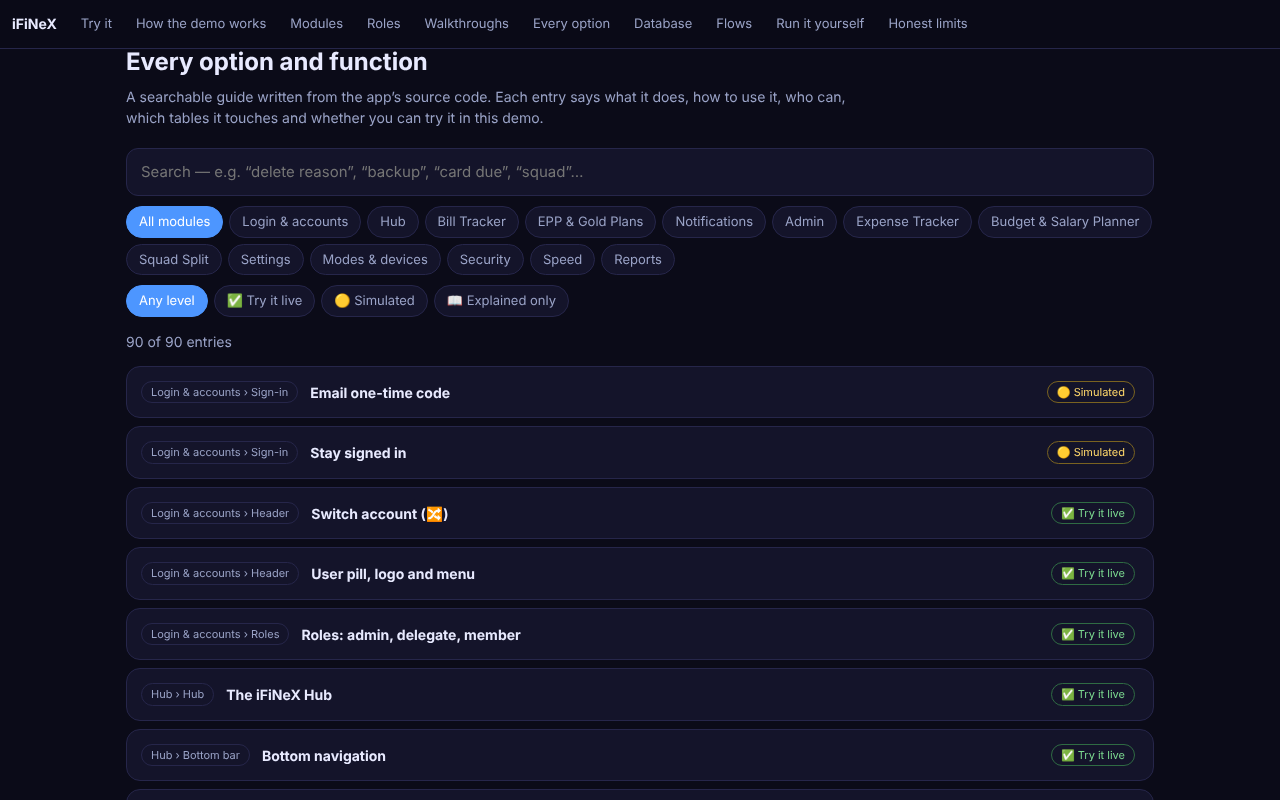 iFiNeX Try it How the demo works Modules Roles Walkthroughs Every option Database Flows Run it yourself Honest limits
Every option and function
A searchable guide written from the app’s source code. Each entry says what it does, how to use it, who can,
which tables it touches and whether you can try it in this demo.
Search — e.g. “delete reason”, “backup”, “card due”, “squad”…
All modules Login & accounts Hub Bill Tracker EPP & Gold Plans Notifications Admin Expense Tracker Budget & Salary Planner
Squad Split Settings Modes & devices Security Speed Reports
Any level ✅ Try it live 🟡 Simulated 📖 Explained only
90 of 90 entries
Login & accounts › Sign-in Email one-time code 🟡 Simulated
Login & accounts › Sign-in Stay signed in 🟡 Simulated
Login & accounts › Header Switch account (🔀) ✅ Try it live
Login & accounts › Header User pill, logo and menu ✅ Try it live
Login & accounts › Roles Roles: admin, delegate, member ✅ Try it live
Hub › Hub The iFiNeX Hub ✅ Try it live
Hub › Bottom bar Bottom navigation ✅ Try it live